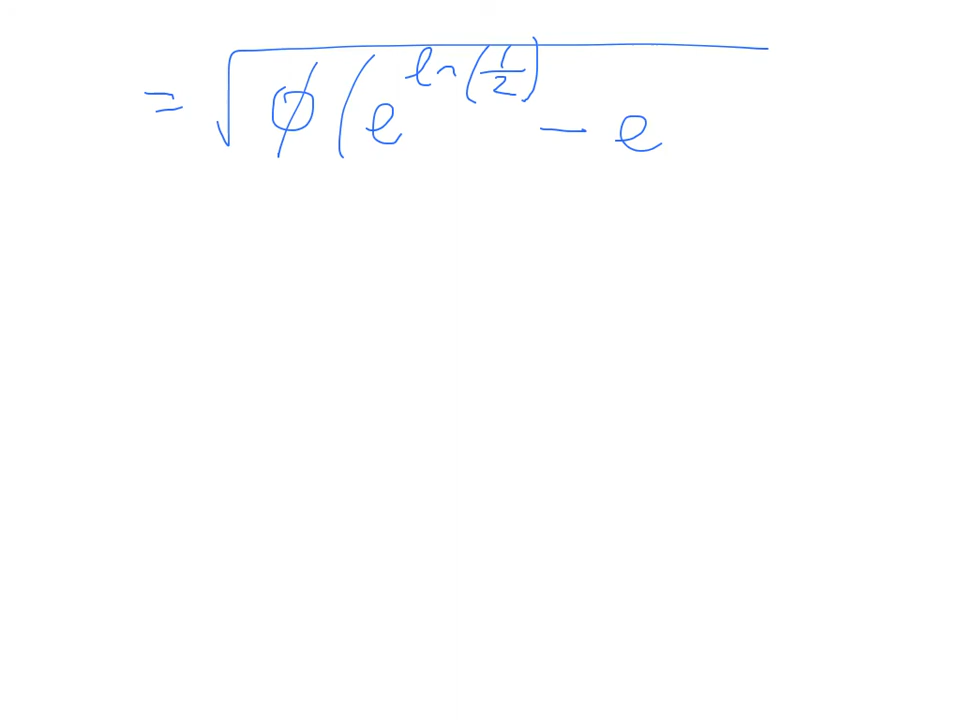 = √ϕ(e^ln(1/2) − e